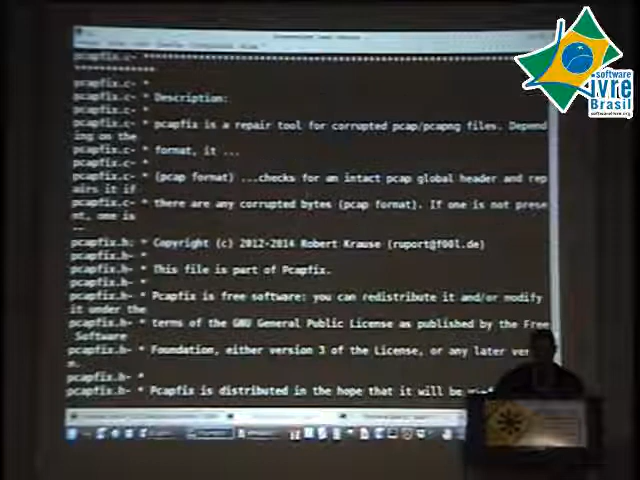 pcapfix.c- ****************************************************
************
pcapfix.c- *
pcapfix.c- * Description:
pcapfix.c- *
pcapfix.c- * pcapfix is a repair tool for corrupted pcap/pcapng files. Depend
ing on the
pcapfix.c- * format, it ...
pcapfix.c- * (pcap format) ...checks for an intact pcap global header and rep
airs it if
pcapfix.c- * there are any corrupted bytes (pcap format). If one is not prese
nt, one is
--
pcapfix.h: * Copyright (c) 2012-2014 Robert Krause (ruport@f00l.de)
pcapfix.h- *
pcapfix.h- * This file is part of Pcapfix.
pcapfix.h- *
pcapfix.h- * Pcapfix is free software: you can redistribute it and/or modify
it under the
pcapfix.h- * terms of the GNU General Public License as published by the Free
Software
pcapfix.h- * Foundation, either version 3 of the License, or any later ver
n.
pcapfix.h- *
pcapfix.h- * Pcapfix is distributed in the hope that it will be
software
livre
Brasil
softwarelivre.org